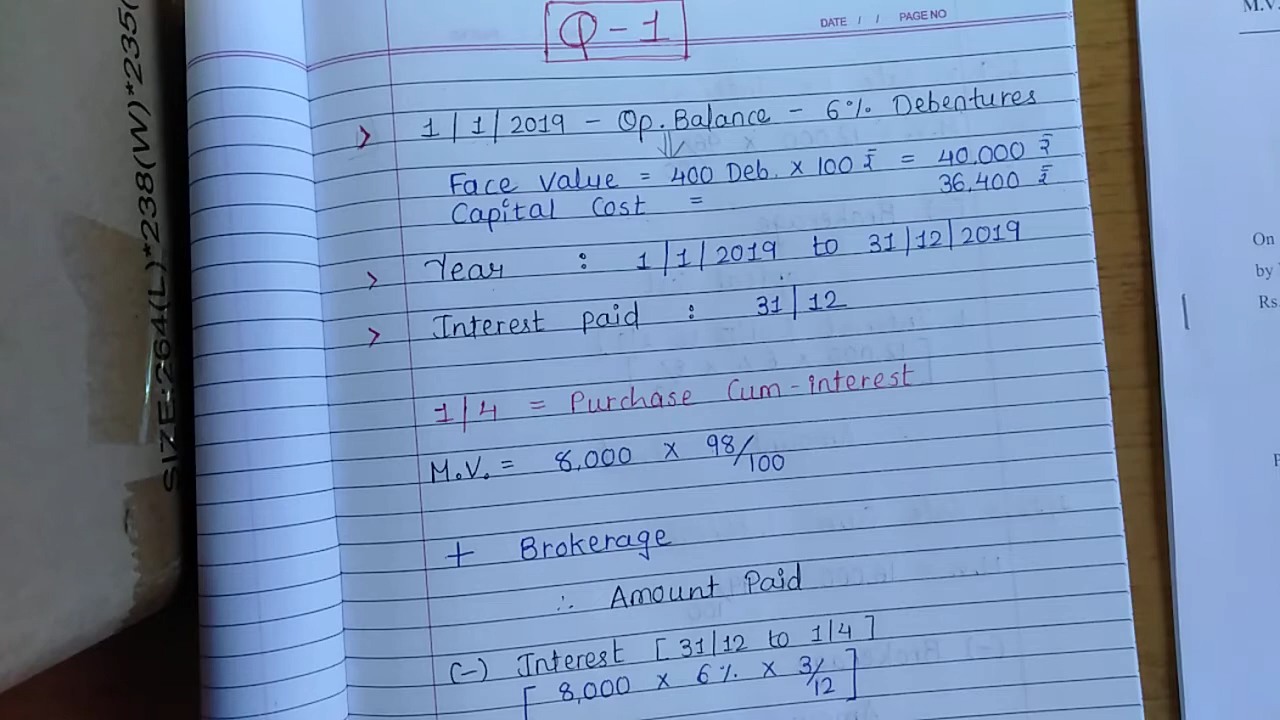 SIZE:264(L)*238(W)*235(
DATE / / PAGE NO
Q - 1
> 1/1/2019 - Op. Balance - 6% Debentures
Face Value = 400 Deb. x 100 ₹ = 40,000 ₹
Capital Cost = 36,400 ₹
> Year : 1/1/2019 to 31/12/2019
> Interest paid : 31/12
1/4 = Purchase Cum-interest
M.V. = 8,000 x 98/100
+ Brokerage
∴ Amount Paid
(-) Interest [31/12 to 1/4]
[8,000 x 6% x 3/12]
M.V.
On
by
Rs